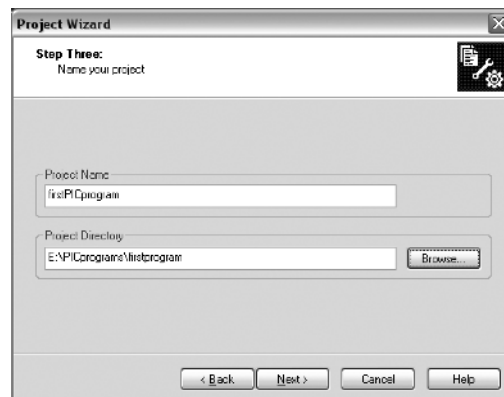 Project Wizard
Step Three:
Name your project
Project Name
firstPICprogram
Project Directory
E:\PICprograms\firstprogram
Browse...
< Back
Next >
Cancel
Help